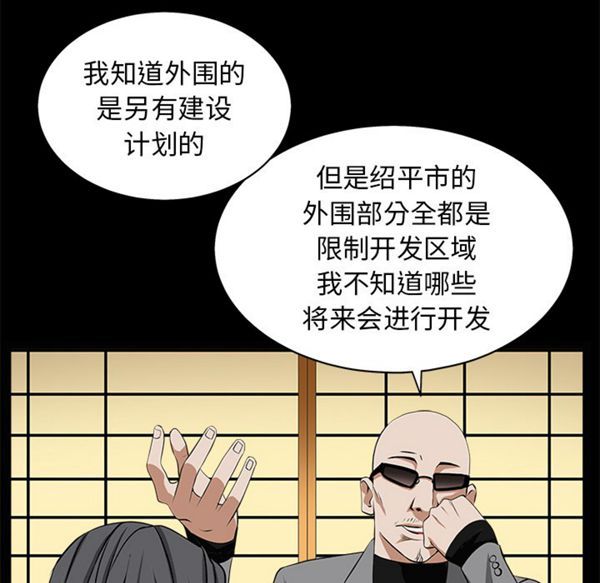 我知道外围的
是另有建设
计划的
但是绍平市的
外围部分全都是
限制开发区域
我不知道哪些
将来会进行开发